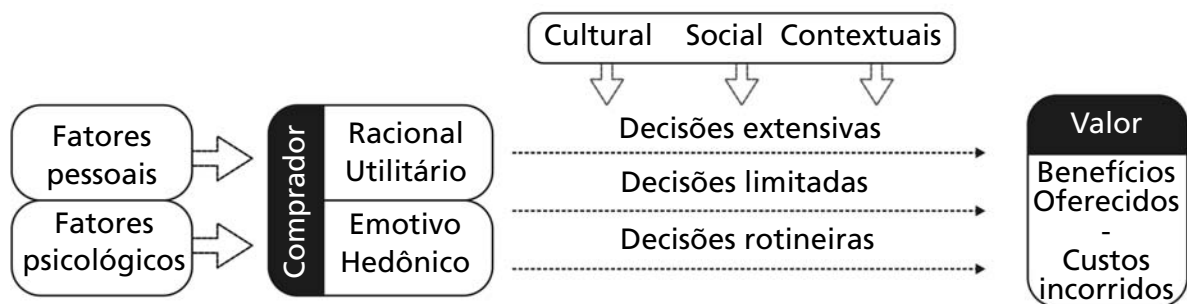 Cultural Social Contextuais
Fatores
pessoais
Fatores
psicológicos
Comprador
Racional
Utilitário
Emotivo
Hedônico
Decisões extensivas
Decisões limitadas
Decisões rotineiras
Valor
Benefícios
Oferecidos
-
Custos
incorridos